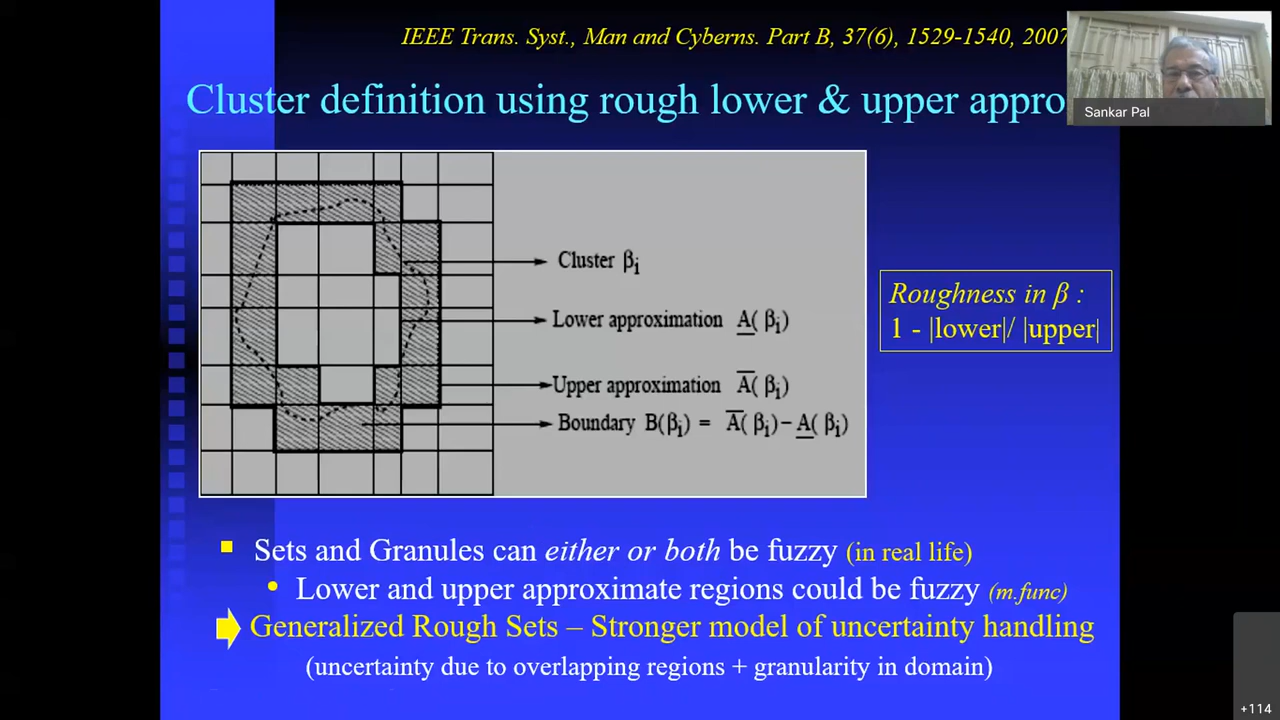 IEEE Trans. Syst., Man and Cyberns. Part B, 37(6), 1529-1540, 2007
Cluster definition using rough lower & upper appro
Sankar Pal
Cluster βi
Lower approximation A̲( βi)
Upper approximation A̅( βi)
Boundary B(βi) = A̅( βi) – A̲( βi)
Roughness in β :
1 - |lower|/ |upper|
Sets and Granules can either or both be fuzzy (in real life)
Lower and upper approximate regions could be fuzzy (m.func)
Generalized Rough Sets – Stronger model of uncertainty handling
(uncertainty due to overlapping regions + granularity in domain)
+114